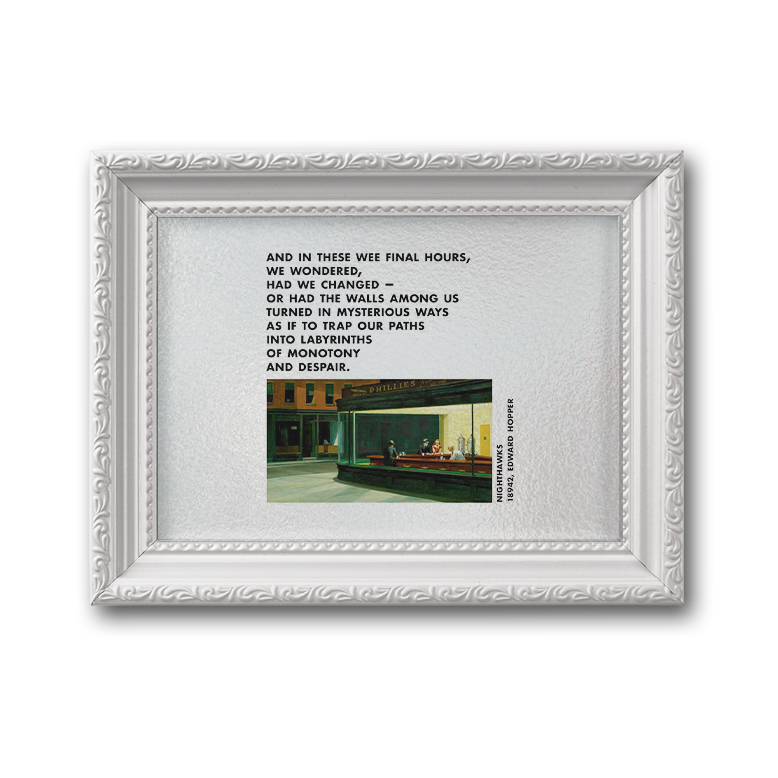 AND IN THESE WEE FINAL HOURS,
WE WONDERED,
HAD WE CHANGED –
OR HAD THE WALLS AMONG US
TURNED IN MYSTERIOUS WAYS
AS IF TO TRAP OUR PATHS
INTO LABYRINTHS
OF MONOTONY
AND DESPAIR.
PHILLIES
NIGHTHAWKS
18942, EDWARD HOPPER